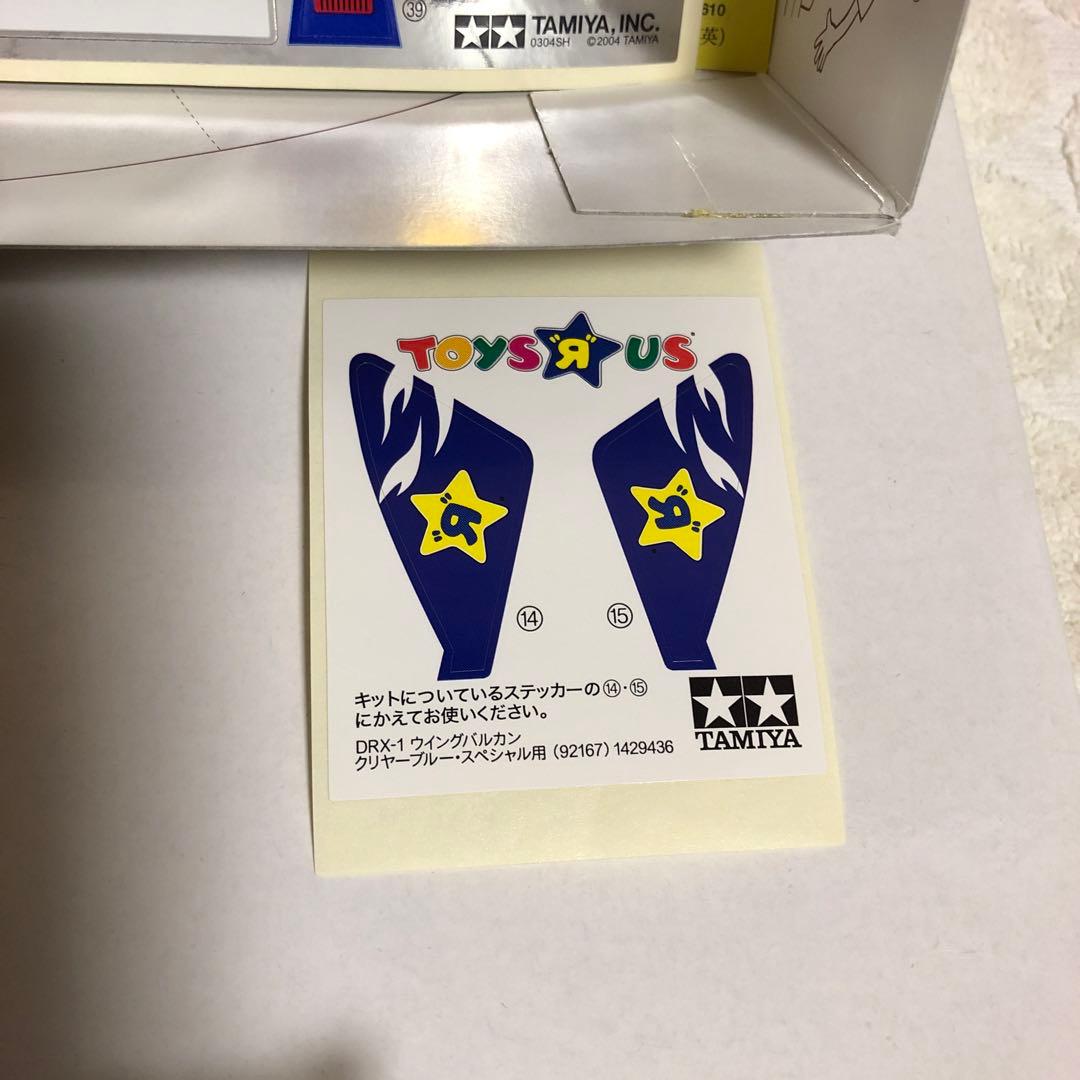 ㊴
TAMIYA, INC.
0304SH ©2004 TAMIYA
610
英)
TOYS "R" US
"R"
"R"
⑭
⑮
キットについているステッカーの⑭・⑮
にかえてお使いください。
DRX-1 ウイングバルカン
クリヤーブルー・スペシャル用 (92167) 1429436
TAMIYA